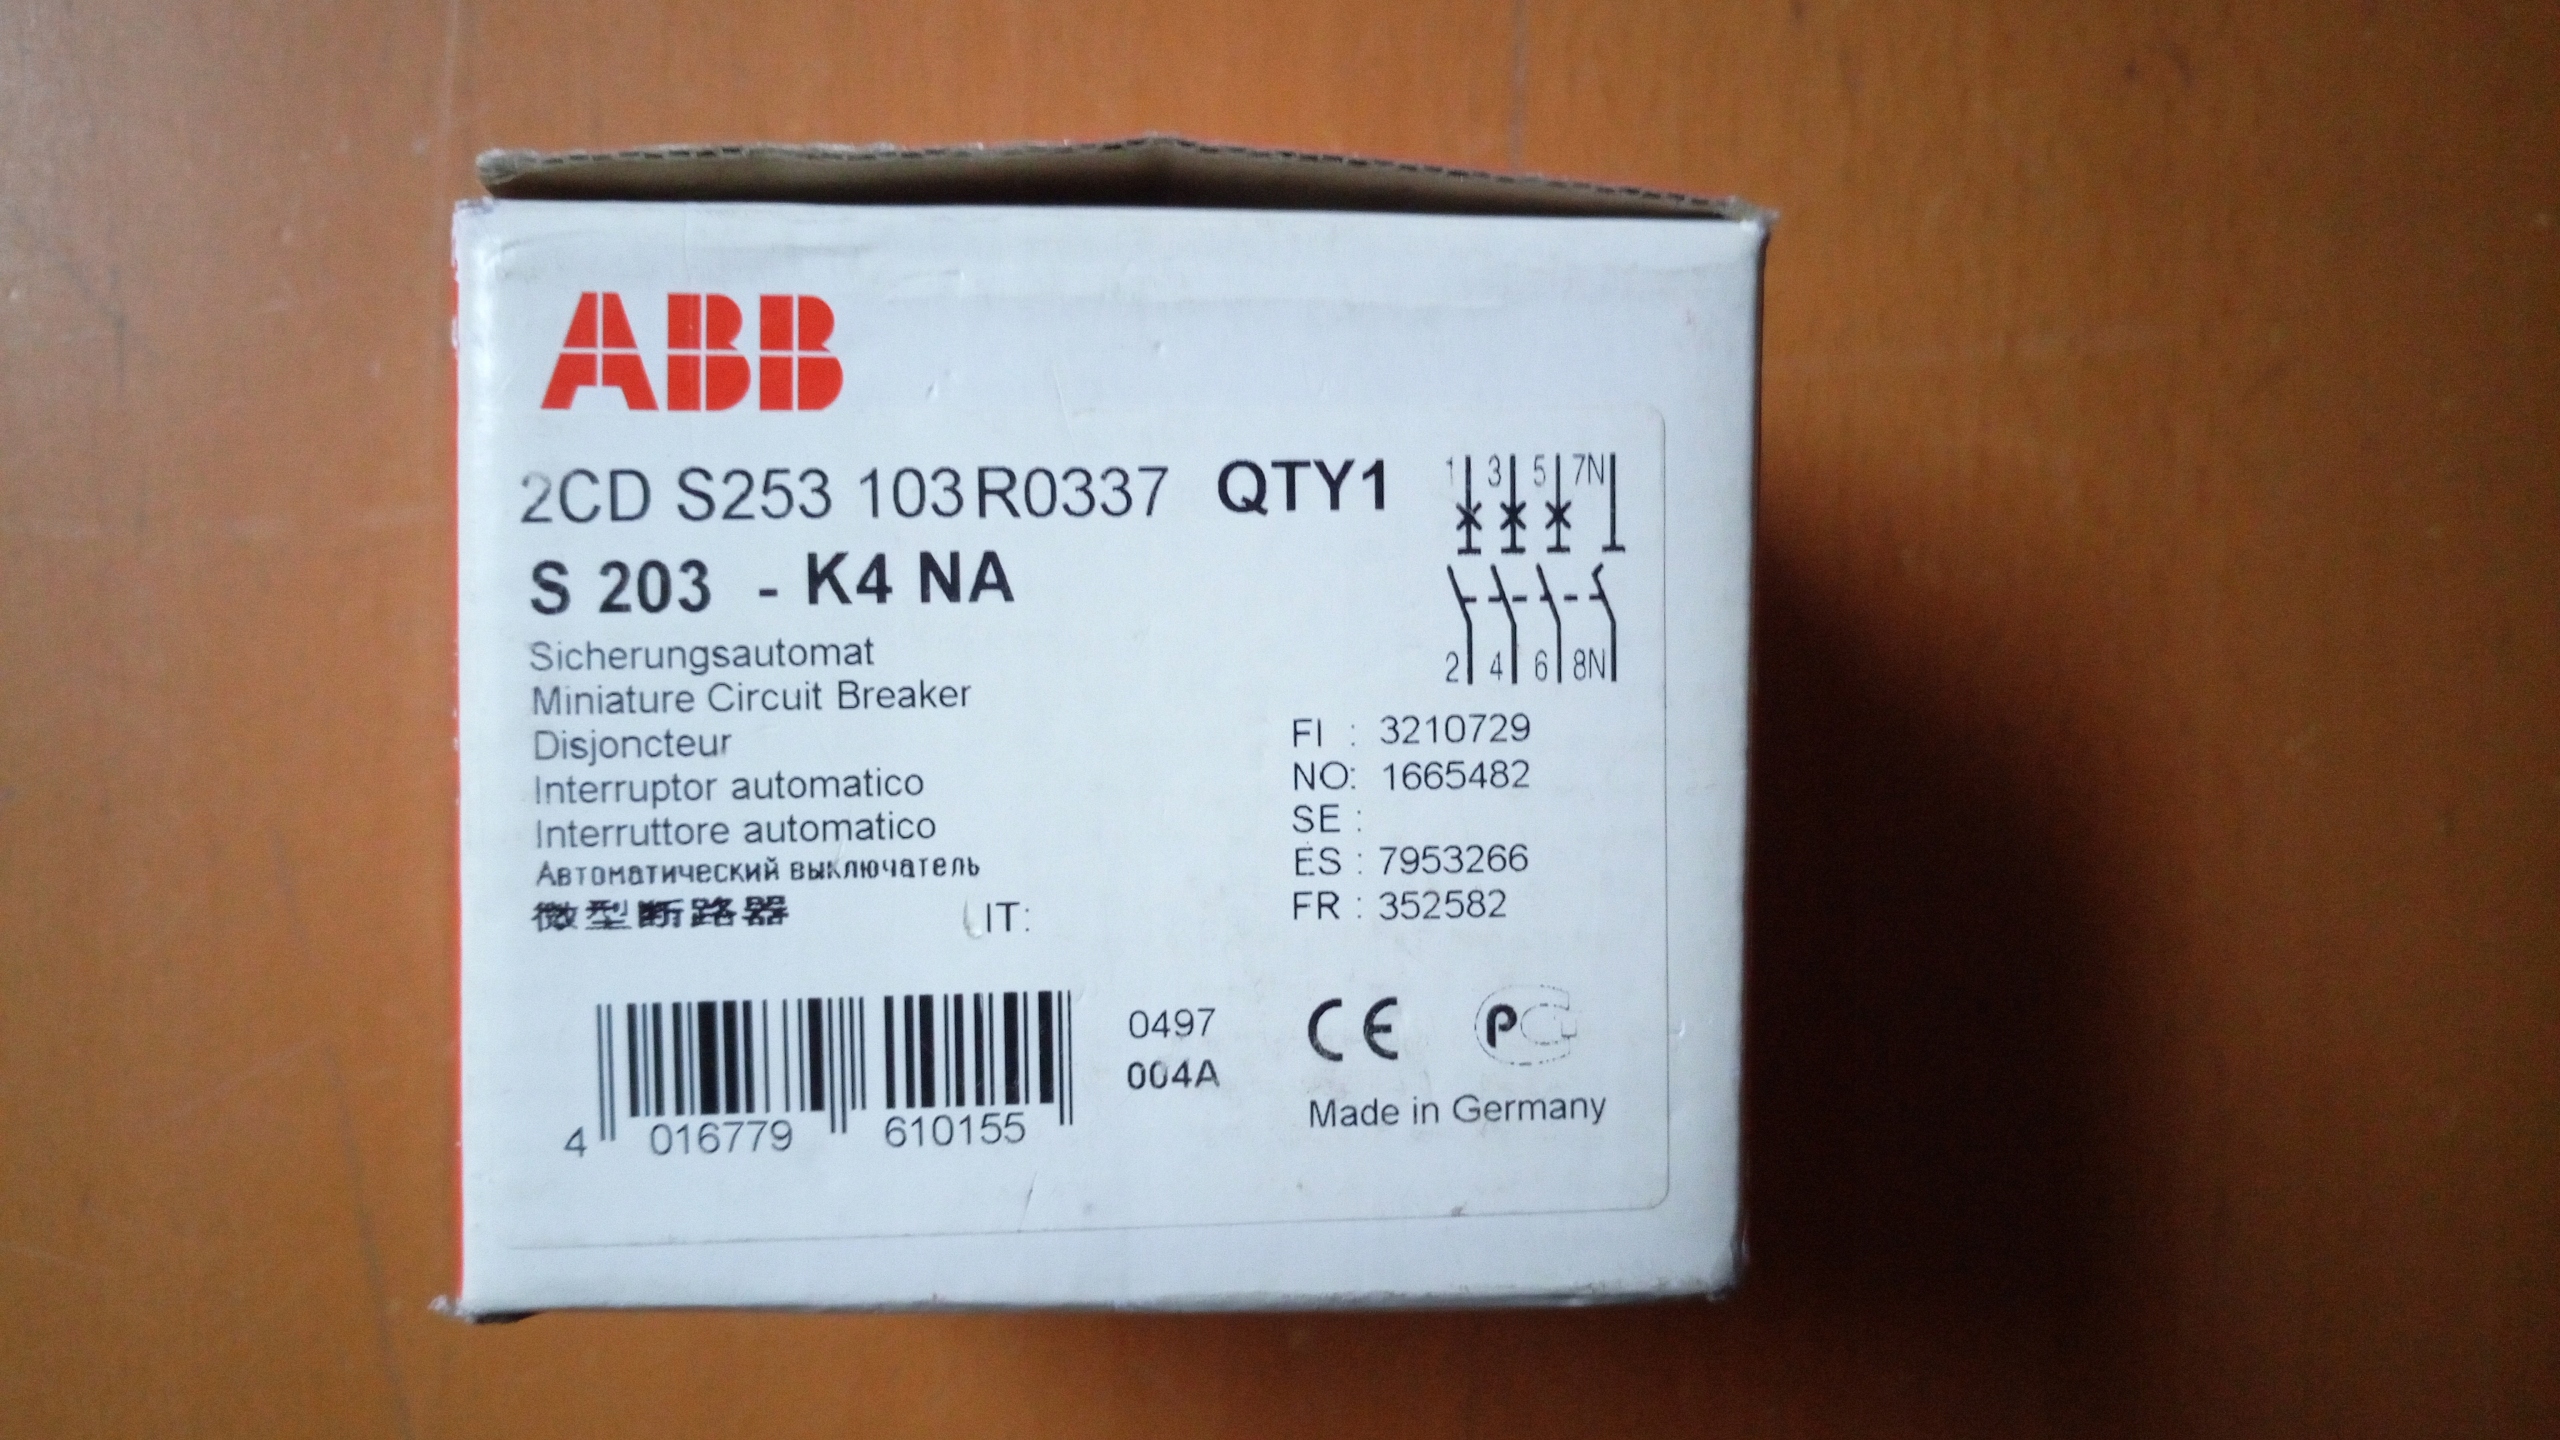 ABB
2CD S253 103R0337 QTY1
1 3 5 7N
S 203 - K4 NA
2 4 6 8N
Sicherungsautomat
Miniature Circuit Breaker
Disjoncteur
Interruptor automatico
Interruttore automatico
Автоматический выключатель
微型断路器
IT:
FI : 3210729
NO: 1665482
SE :
ES : 7953266
FR : 352582
4 016779 610155
0497
004A
CE PG
Made in Germany